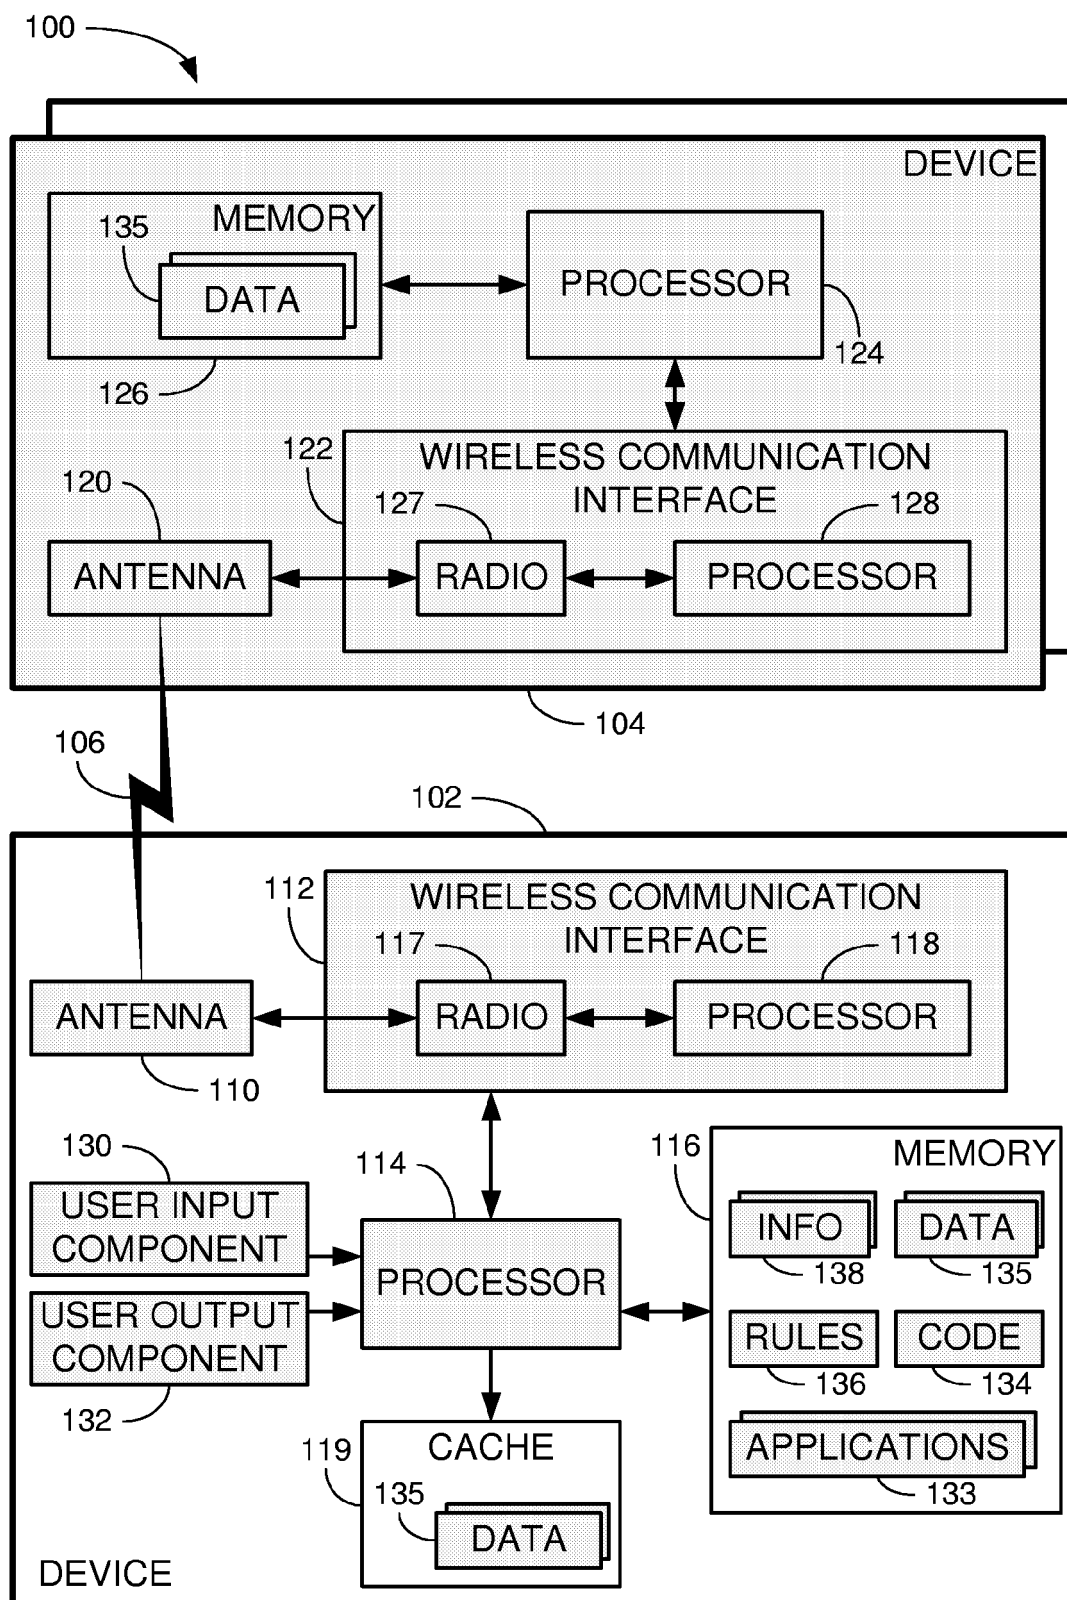 100
DEVICE
135
MEMORY
DATA
PROCESSOR
124
126
122
WIRELESS COMMUNICATION
INTERFACE
120
127
128
ANTENNA
RADIO
PROCESSOR
104
106
102
112
WIRELESS COMMUNICATION
INTERFACE
117
118
ANTENNA
RADIO
PROCESSOR
110
130
114
116
MEMORY
USER INPUT
COMPONENT
INFO
DATA
138
135
PROCESSOR
USER OUTPUT
COMPONENT
RULES
CODE
136
134
132
119
CACHE
APPLICATIONS
133
135
DATA
DEVICE